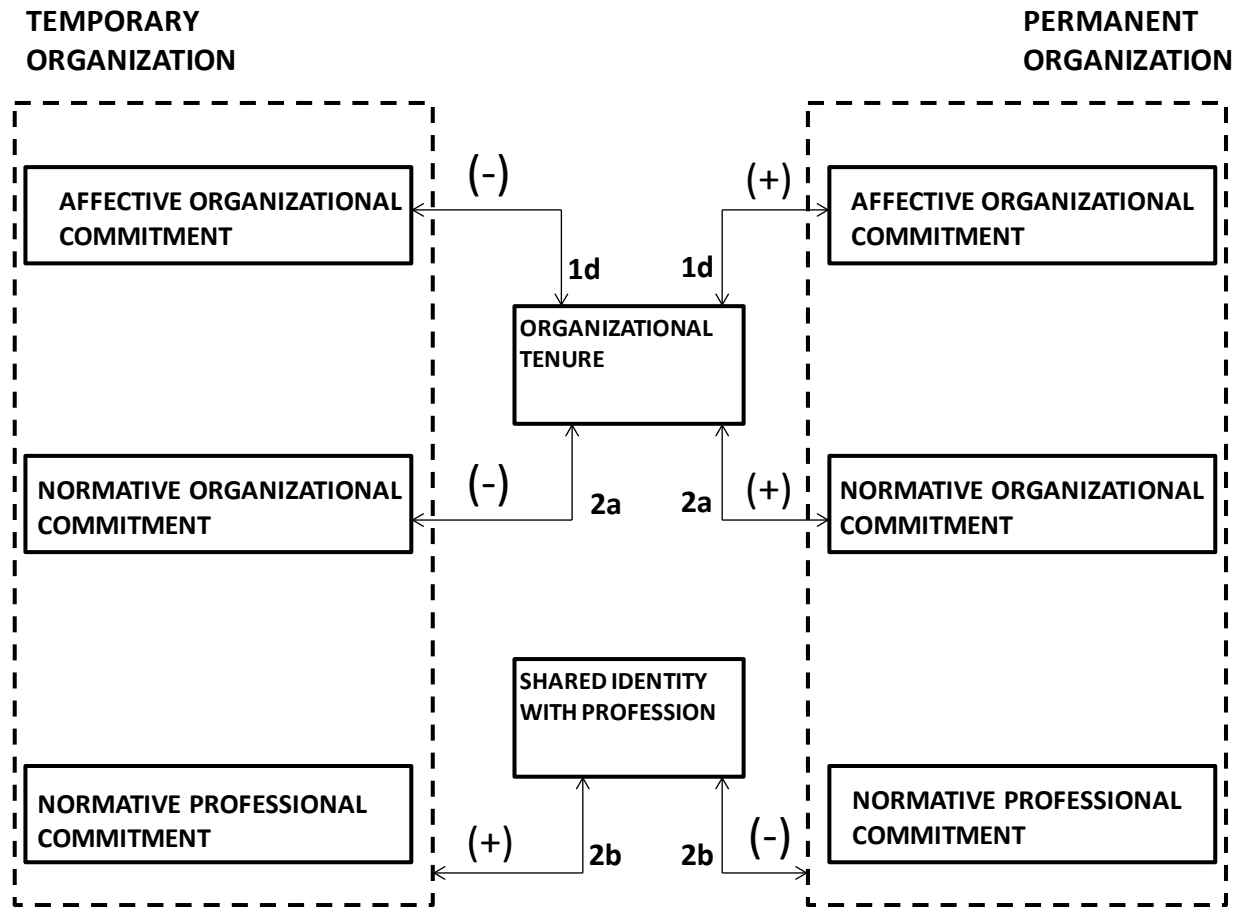 TEMPORARY
ORGANIZATION
PERMANENT
ORGANIZATION
(-)
(+)
AFFECTIVE ORGANIZATIONAL
COMMITMENT
AFFECTIVE ORGANIZATIONAL
COMMITMENT
1d
1d
ORGANIZATIONAL
TENURE
(-)
(+)
NORMATIVE ORGANIZATIONAL
COMMITMENT
2a
2a
NORMATIVE ORGANIZATIONAL
COMMITMENT
SHARED IDENTITY
WITH PROFESSION
NORMATIVE PROFESSIONAL
COMMITMENT
NORMATIVE PROFESSIONAL
COMMITMENT
(+)
2b
2b
(-)